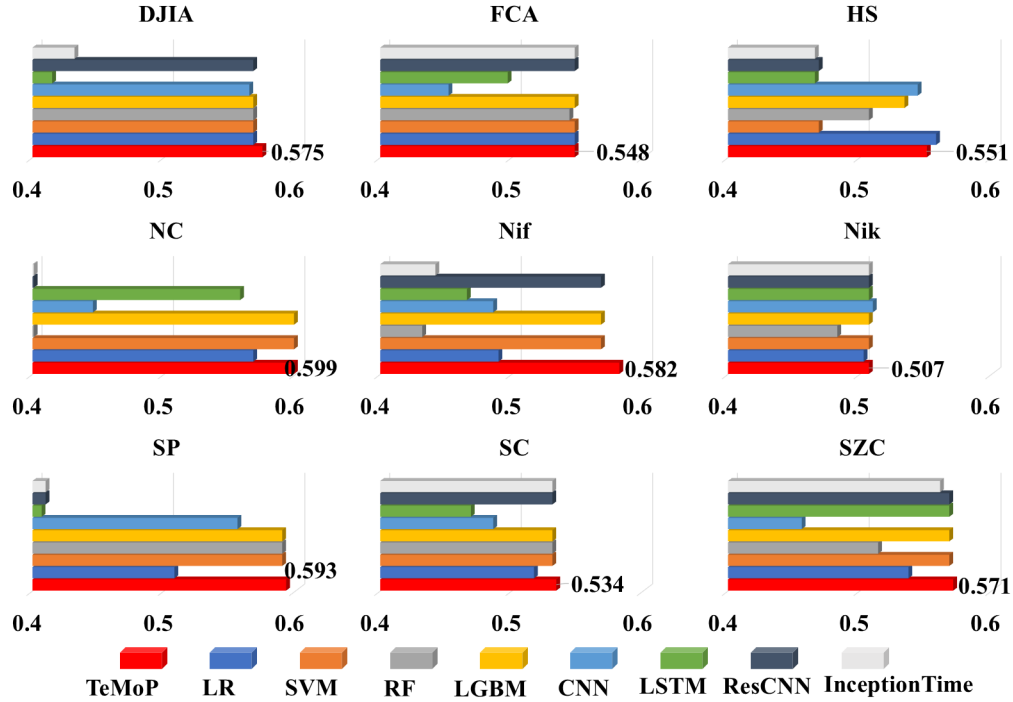 DJIA FCA HS
0.575 0.548 0.551
0.4 0.5 0.6 0.4 0.5 0.6 0.4 0.5 0.6
NC Nif Nik
0.599 0.582 0.507
0.4 0.5 0.6 0.4 0.5 0.6 0.4 0.5 0.6
SP SC SZC
0.593 0.534 0.571
0.4 0.5 0.6 0.4 0.5 0.6 0.4 0.5 0.6
TeMoP LR SVM RF LGBM CNN LSTM ResCNN InceptionTime